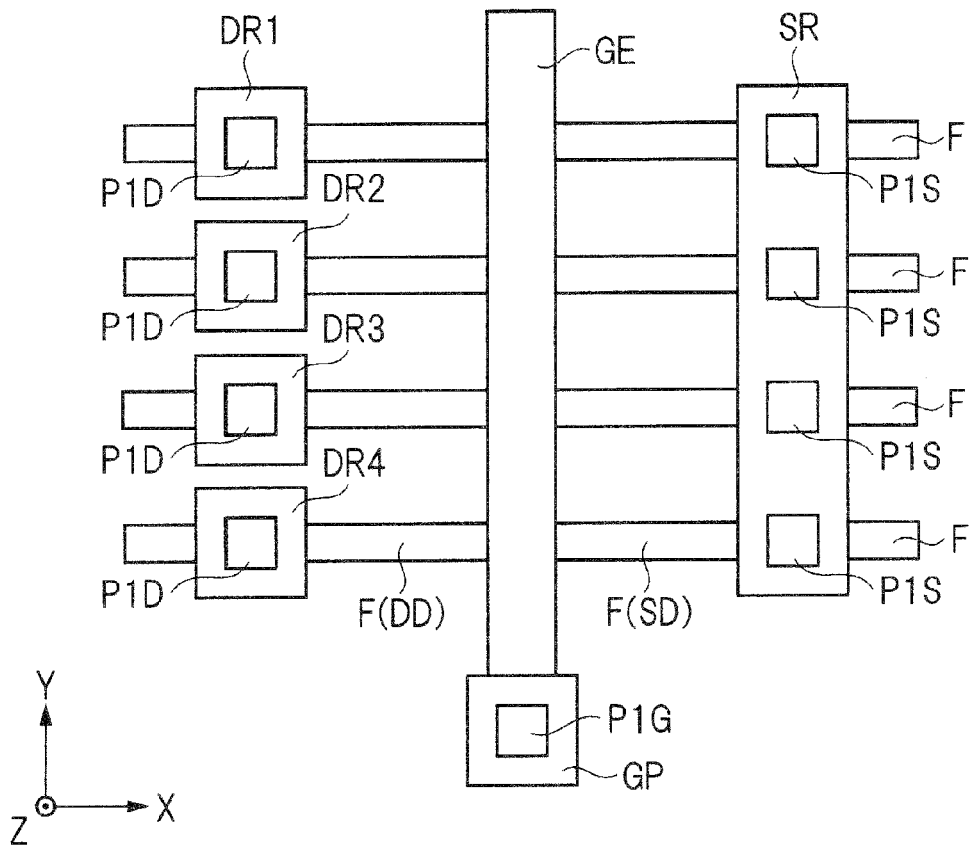 DR1
GE
SR
F
P1D
P1S
DR2
F
P1D
P1S
DR3
F
P1D
P1S
DR4
F
P1D
P1S
F(DD)
F(SD)
Y
P1G
X
GP
Z